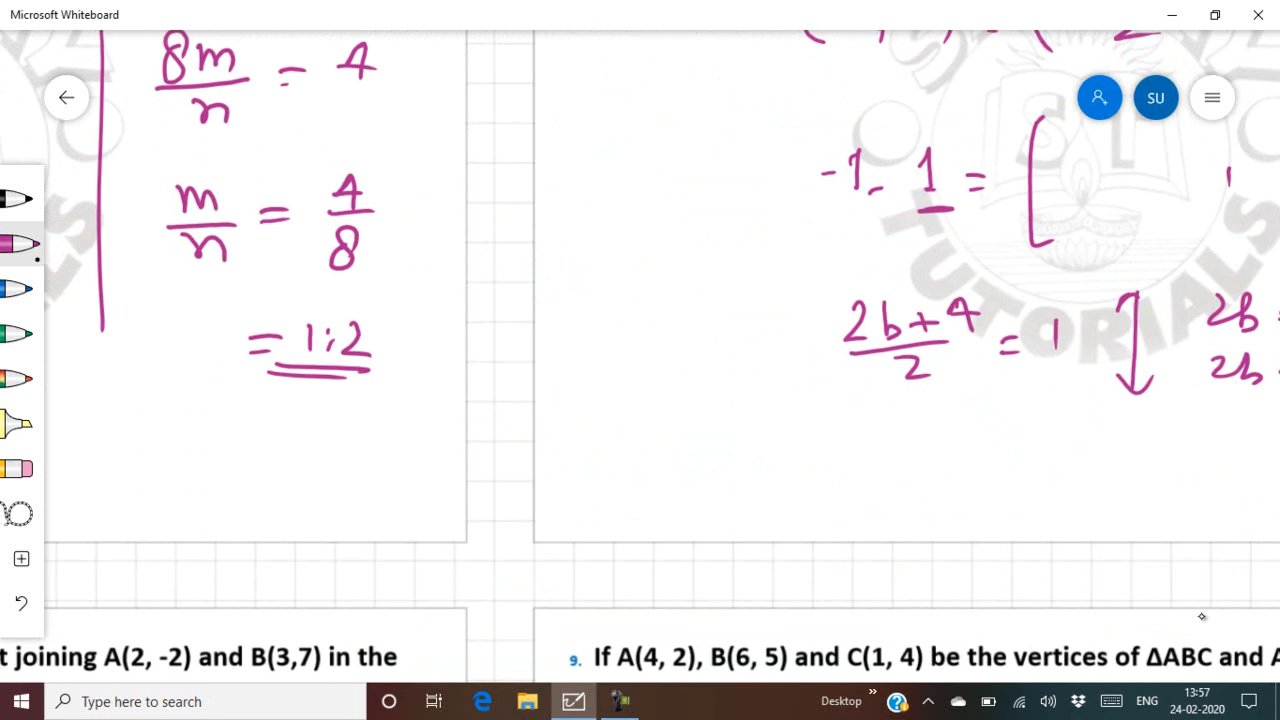 Microsoft Whiteboard
8m/n = 4
m/n = 4/8
= 1:2
-1 - 1 = [
(2b+4)/2 = 1
2b
2b
SU
TUTORIALS
t joining A(2, -2) and B(3,7) in the
9. If A(4, 2), B(6, 5) and C(1, 4) be the vertices of ΔABC and A
Type here to search
Desktop
ENG
13:57
24-02-2020